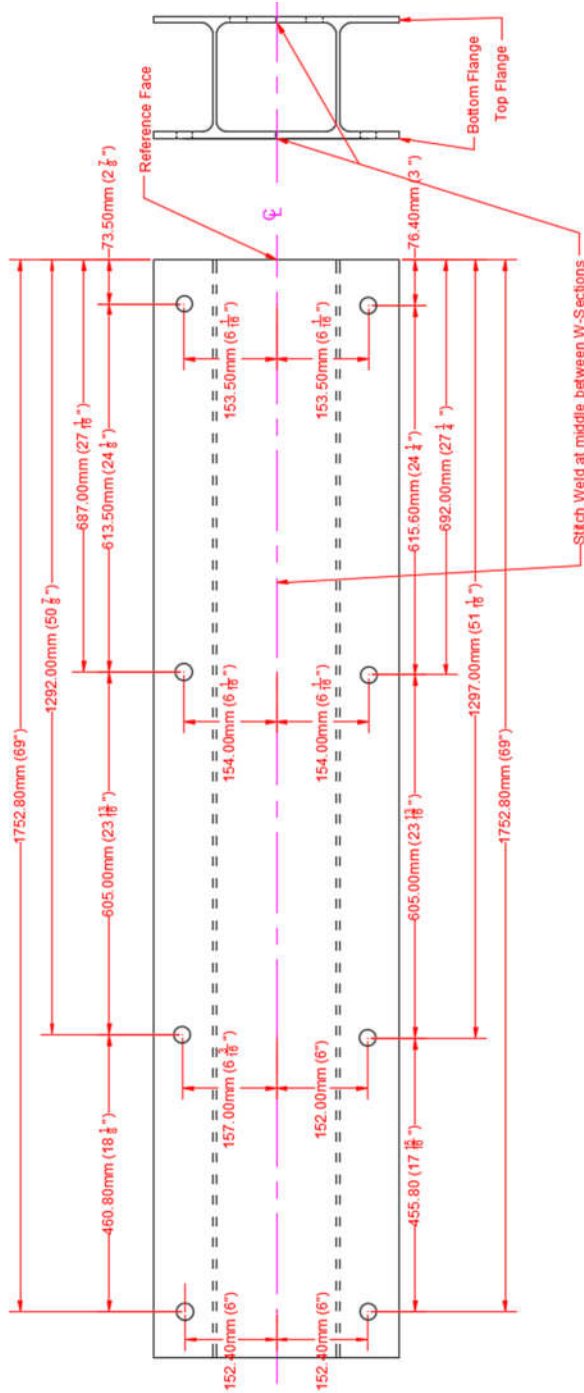 Reference Face
Bottom Flange
Top Flange
℄
73.50mm (2 7/8")
76.40mm (3 ")
153.50mm (6 1/16")
153.50mm (6 1/16")
687.00mm (27 1/16")
613.50mm (24 1/8")
615.60mm (24 1/4")
692.00mm (27 1/4")
1292.00mm (50 7/8")
1297.00mm (51 1/16")
Stitch Weld at middle between W-Sections
154.00mm (6 1/16")
154.00mm (6 1/16")
1752.80mm (69")
1752.80mm (69")
605.00mm (23 13/16")
605.00mm (23 13/16")
157.00mm (6 3/16")
152.00mm (6")
460.80mm (18 1/8")
455.80 (17 15/16")
152.40mm (6")
152.40mm (6")